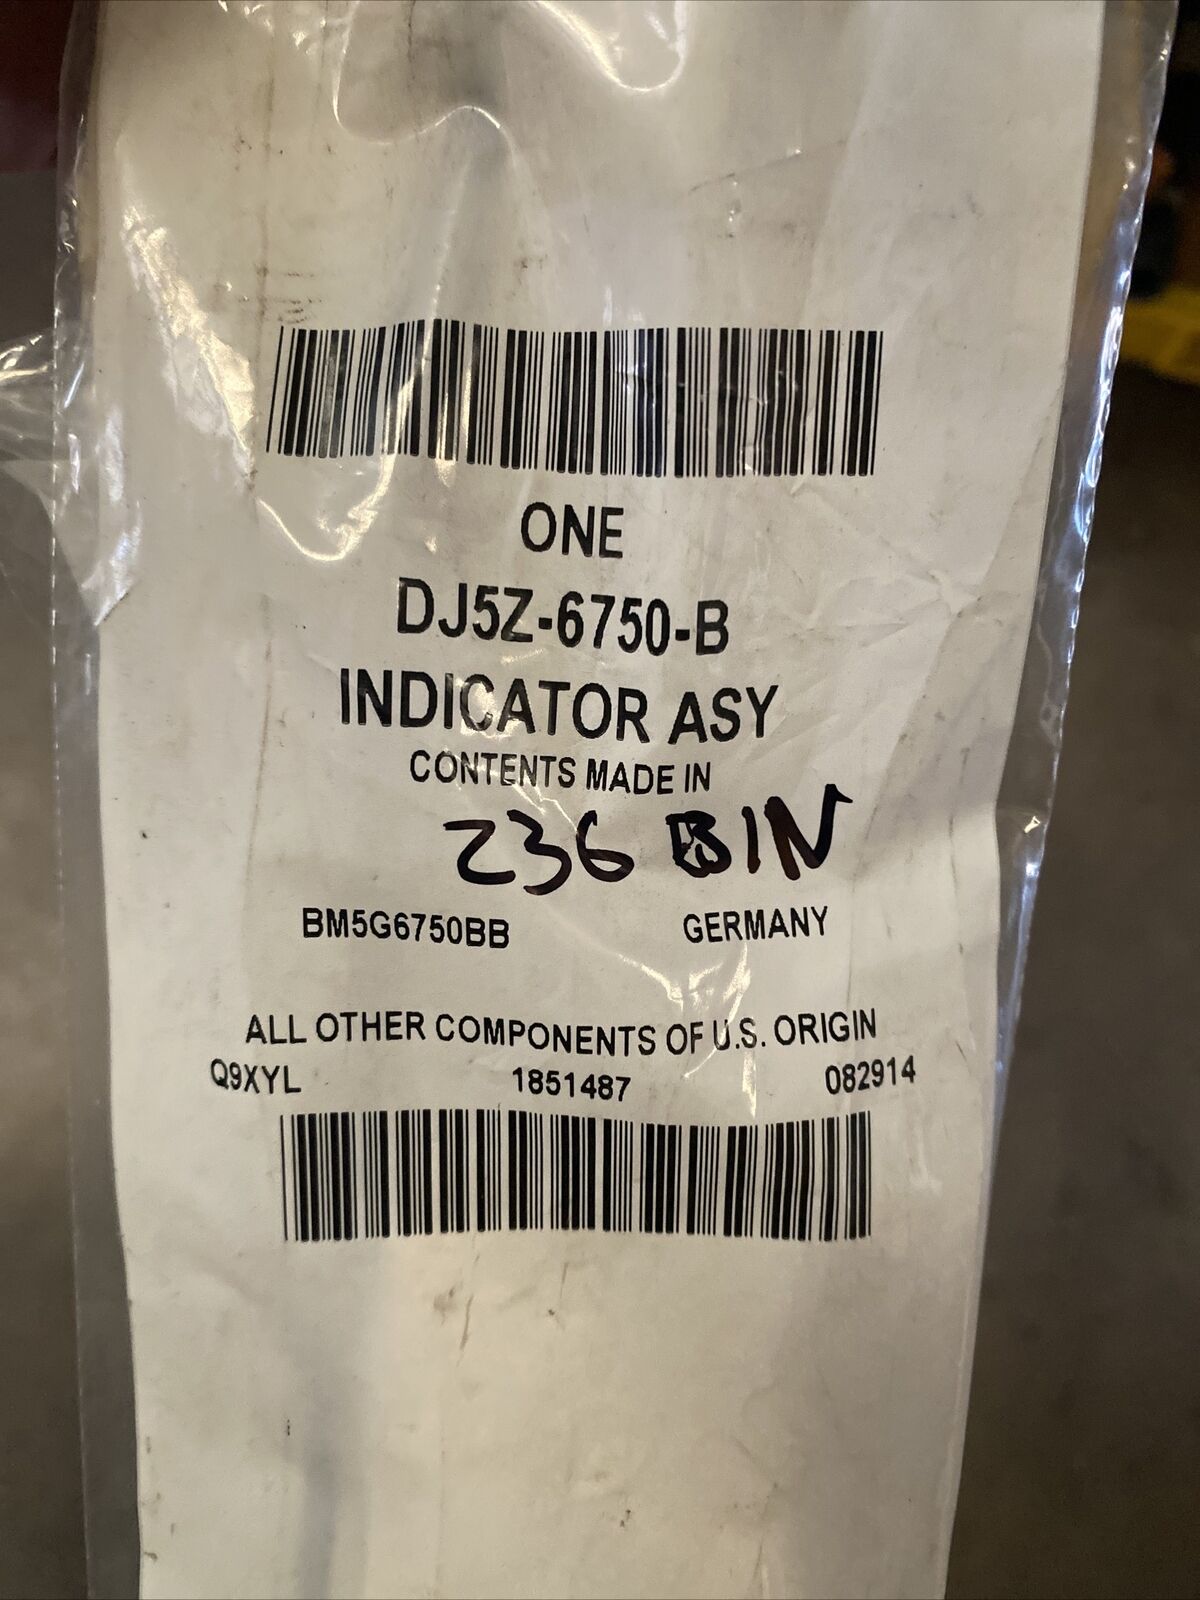 ONE
DJ5Z-6750-B
INDICATOR ASY
CONTENTS MADE IN
236 BIN
BM5G6750BB GERMANY
ALL OTHER COMPONENTS OF U.S. ORIGIN
Q9XYL 1851487 082914